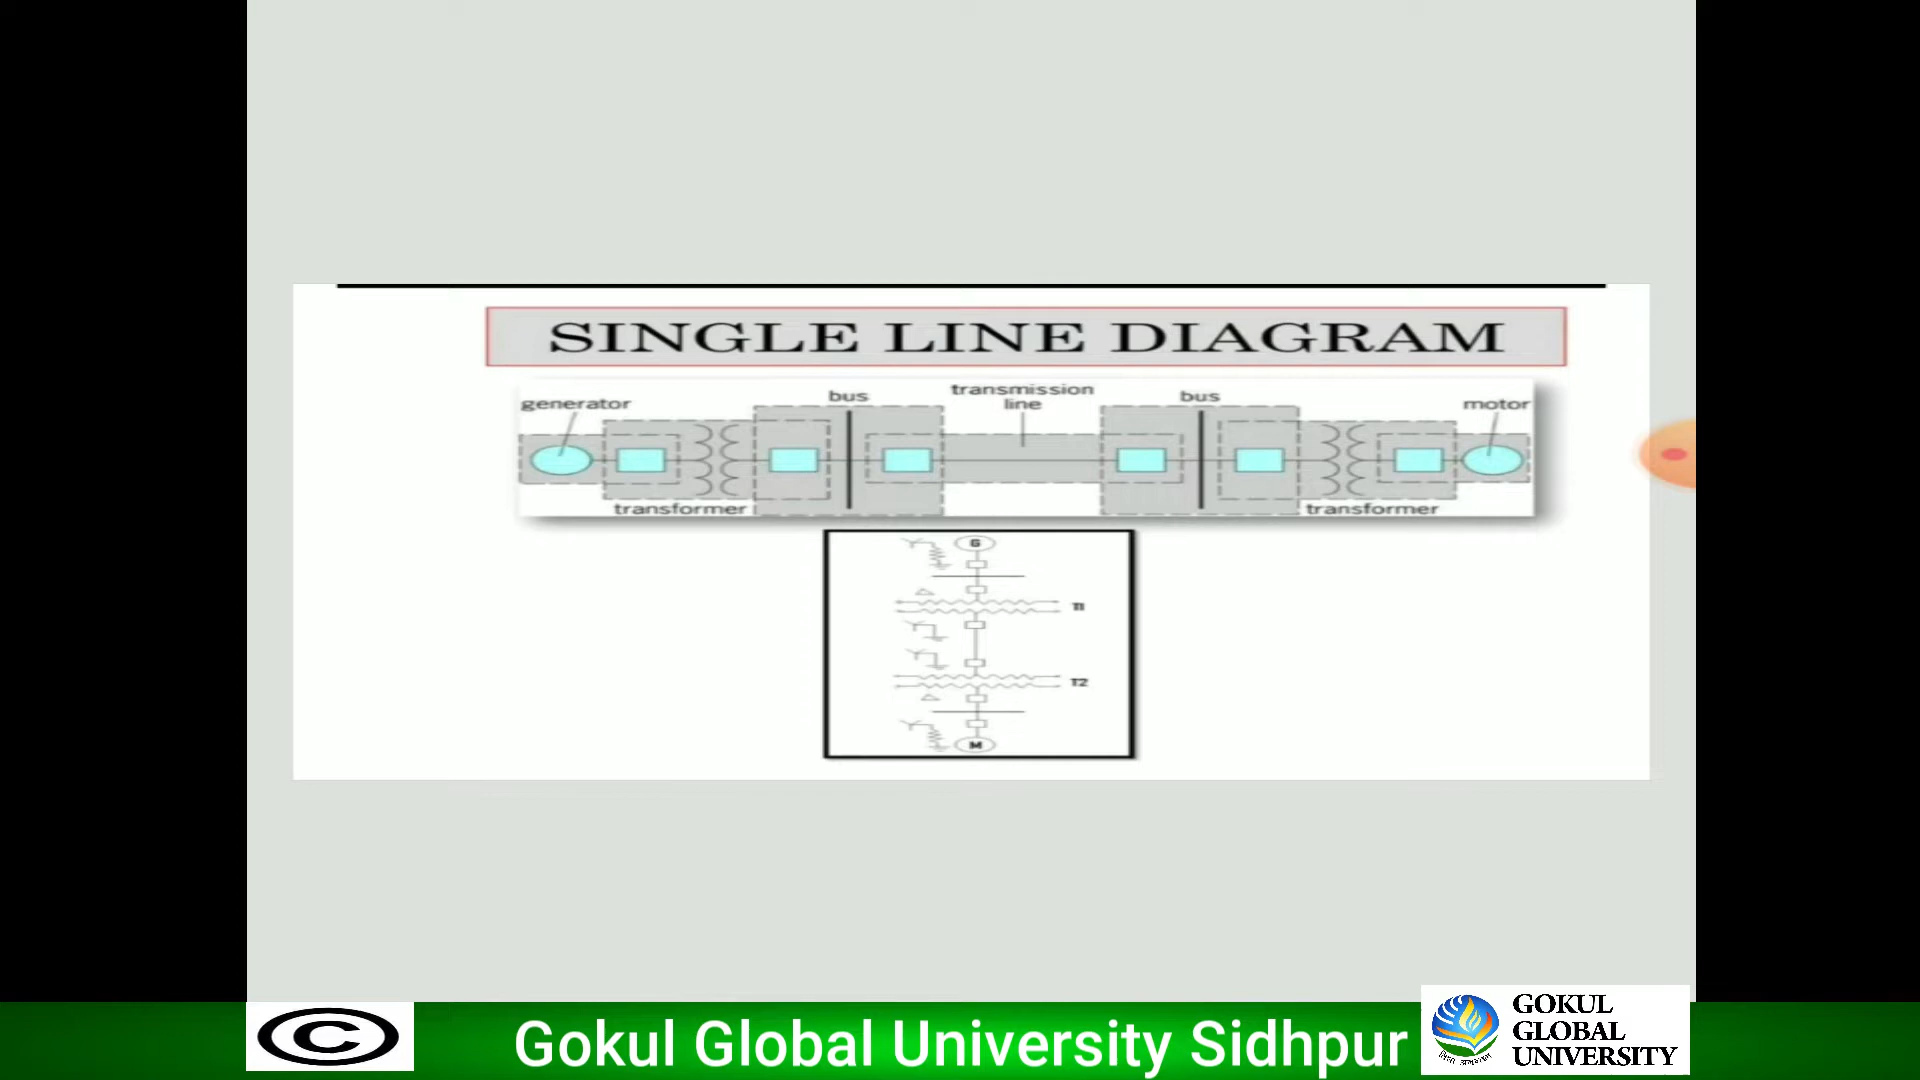 SINGLE LINE DIAGRAM
generator
bus
transmission
line
bus
motor
transformer
transformer
G
T1
T2
M
C
Gokul Global University Sidhpur
GOKUL
GLOBAL
UNIVERSITY